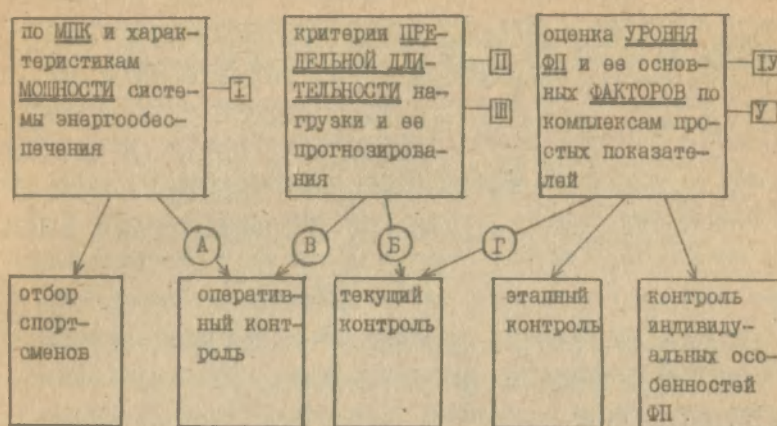 по МПК и харак-
теристикам
МОЩНОСТИ систе-
мы энергообес-
печения
I
критерии ПРЕ-
ДЕЛЬНОЙ ДЛИ-
ТЕЛЬНОСТИ на-
грузки и ее
прогнозирова-
ния
П
Ш
оценка УРОВНЯ
ФП и ее основ-
ных ФАКТОРОВ по
комплексам про-
стых показате-
лей
IУ
У
А
В
Б
Г
отбор
спорт-
сменов
оператив-
ный конт-
роль
текущий
контроль
этапный
контроль
контроль
индивиду-
альных осо-
бенностей
ФП